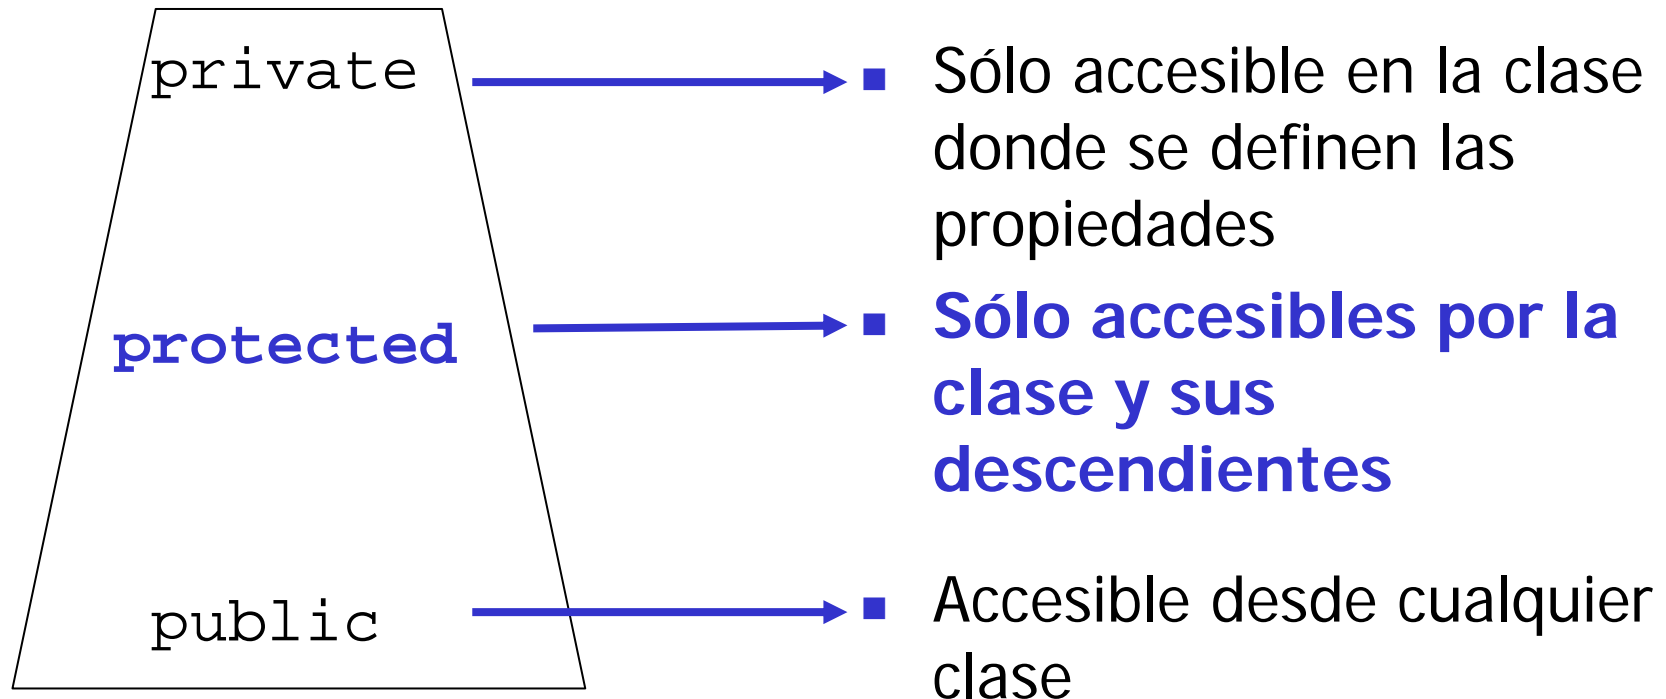 private
Sólo accesible en la clase
donde se definen las
propiedades
protected
Sólo accesibles por la
clase y sus
descendientes
public
Accesible desde cualquier
clase